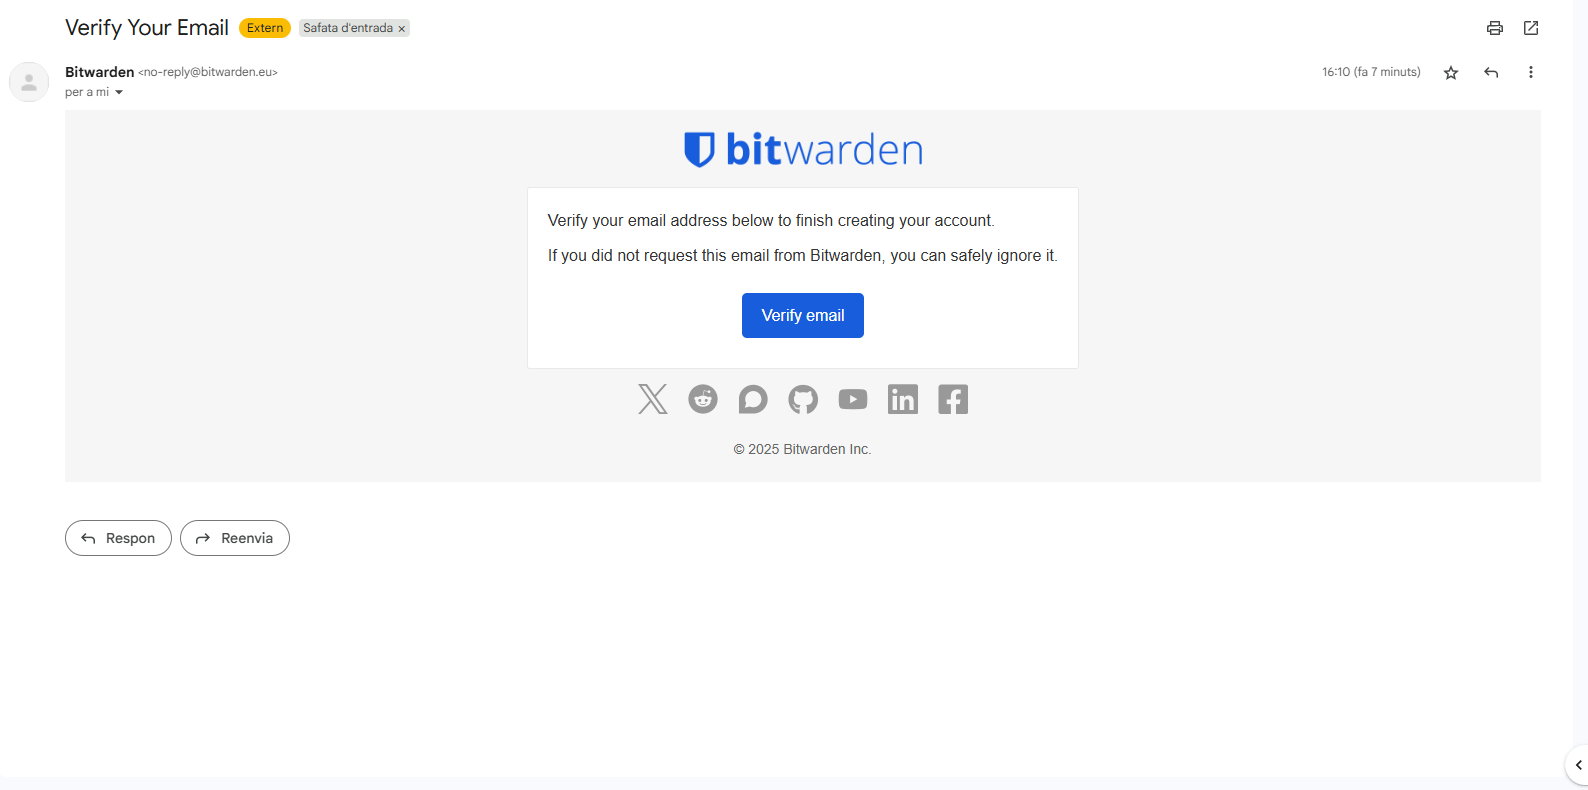 Verify Your Email Extern Safata d'entrada ×
Bitwarden <no-reply@bitwarden.eu> 16:10 (fa 7 minuts)
per a mi
bitwarden
Verify your email address below to finish creating your account.
If you did not request this email from Bitwarden, you can safely ignore it.
Verify email
© 2025 Bitwarden Inc.
Respon Reenvia